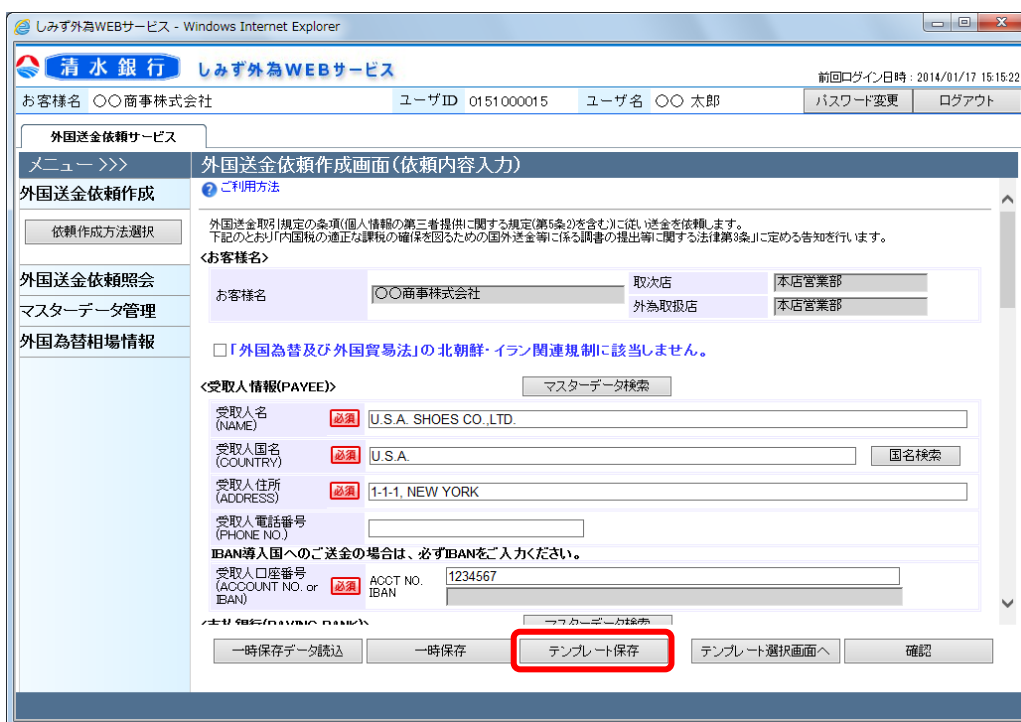 しみず外為WEBサービス - Windows Internet Explorer
清水銀行 しみず外為WEBサービス
前回ログイン日時 : 2014/01/17 15:15:22
お客様名 〇〇商事株式会社 ユーザID 0151000015 ユーザ名 〇〇 太郎 パスワード変更 ログアウト
外国送金依頼サービス
メニュー >>>
外国送金依頼作成
依頼作成方法選択
外国送金依頼照会
マスターデータ管理
外国為替相場情報
外国送金依頼作成画面(依頼内容入力)
ご利用方法
外国送金取引規定の条項(個人情報の第三者提供に関する規定(第5条2)を含む)に従い送金を依頼します。
下記のとおり「内国税の適正な課税の確保を図るための国外送金等に係る調書の提出等に関する法律第3条」に定める告知を行います。
<お客様名>
お客様名 〇〇商事株式会社 取次店 本店営業部
外為取扱店 本店営業部
「外国為替及び外国貿易法」の北朝鮮・イラン関連規制に該当しません。
<受取人情報(PAYEE)> マスターデータ検索
受取人名
(NAME) 必須 U.S.A. SHOES CO.,LTD.
受取人国名
(COUNTRY) 必須 U.S.A. 国名検索
受取人住所
(ADDRESS) 必須 1-1-1, NEW YORK
受取人電話番号
(PHONE NO.)
IBAN導入国へのご送金の場合は、必ずIBANをご入力ください。
受取人口座番号
(ACCOUNT NO. or
IBAN) 必須 ACCT NO. 1234567
IBAN
<支払銀行(PAYING BANK)> マスターデータ検索
一時保存データ読込 一時保存 テンプレート保存 テンプレート選択画面へ 確認